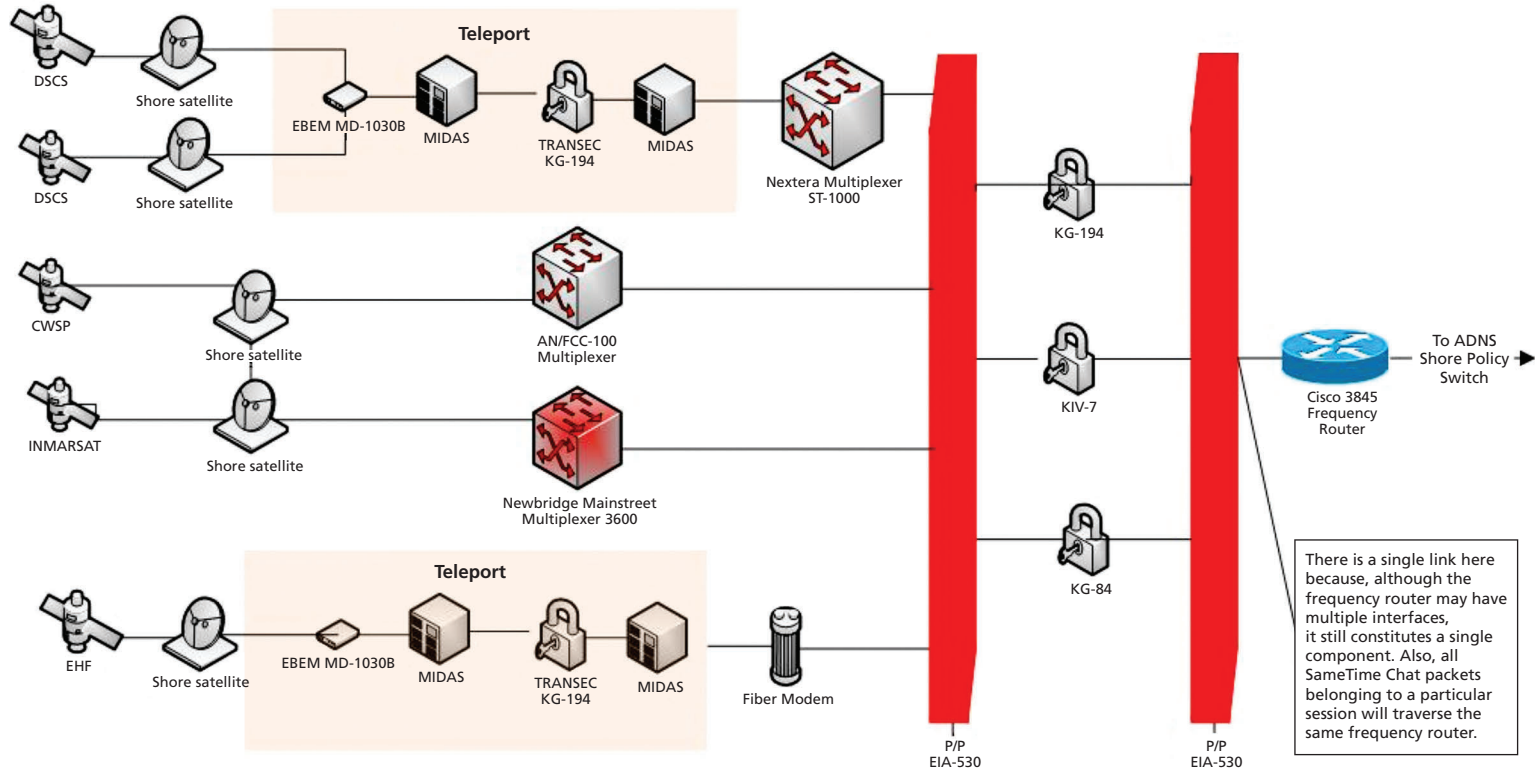 Teleport
DSCS
Shore satellite
EBEM MD-1030B
MIDAS
TRANSEC
KG-194
MIDAS
Nextera Multiplexer
ST-1000
DSCS
Shore satellite
KG-194
CWSP
Shore satellite
AN/FCC-100
Multiplexer
INMARSAT
Shore satellite
Newbridge Mainstreet
Multiplexer 3600
KIV-7
Cisco 3845
Frequency
Router
To ADNS
Shore Policy
Switch
KG-84
Teleport
EHF
Shore satellite
EBEM MD-1030B
MIDAS
TRANSEC
KG-194
MIDAS
Fiber Modem
P/P
EIA-530
P/P
EIA-530
There is a single link here
because, although the
frequency router may have
multiple interfaces,
it still constitutes a single
component. Also, all
SameTime Chat packets
belonging to a particular
session will traverse the
same frequency router.